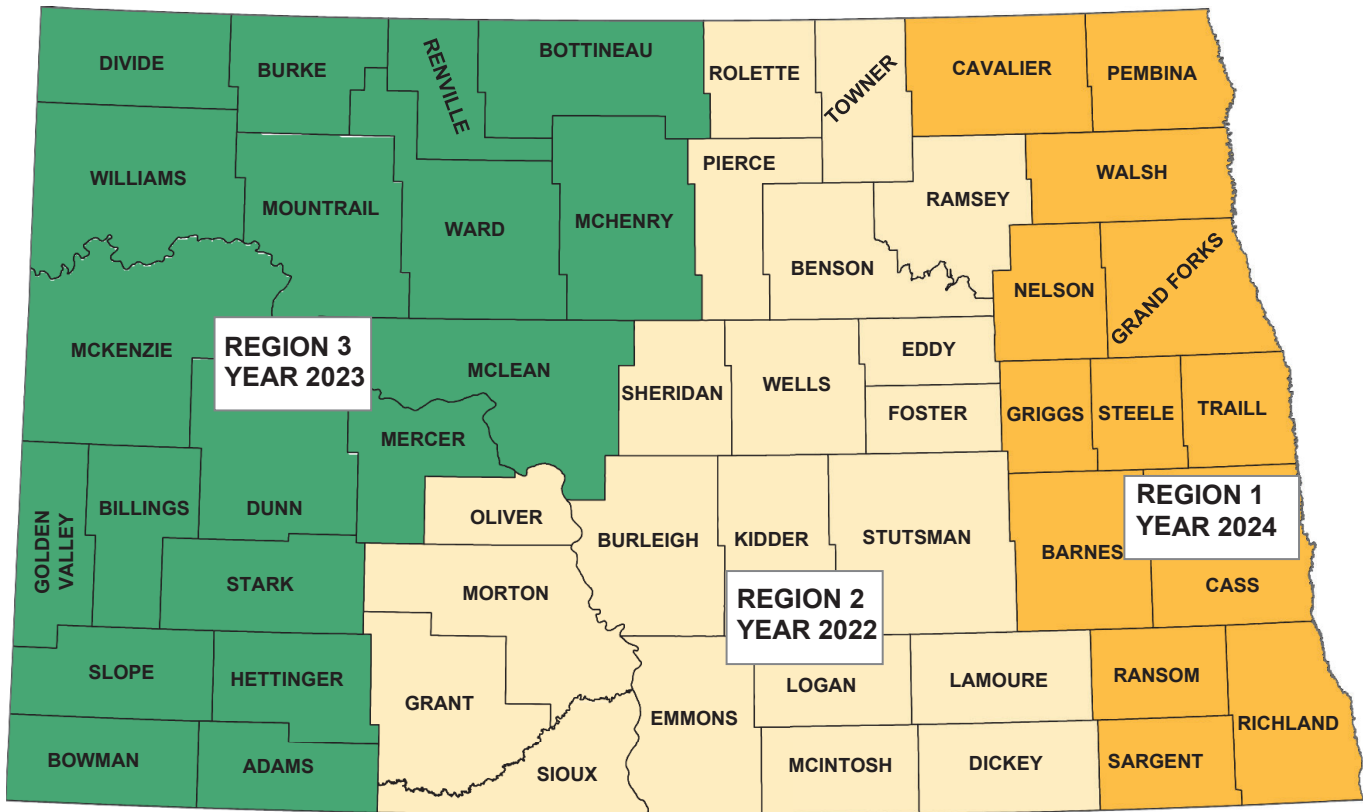 DIVIDE
BURKE
RENVILLE
BOTTINEAU
ROLETTE
TOWNER
CAVALIER
PEMBINA
WILLIAMS
MOUNTRAIL
WARD
MCHENRY
PIERCE
BENSON
RAMSEY
WALSH
NELSON
GRAND FORKS
MCKENZIE
REGION 3
YEAR 2023
MCLEAN
MERCER
SHERIDAN
WELLS
EDDY
FOSTER
GRIGGS
STEELE
TRAILL
GOLDEN
VALLEY
BILLINGS
DUNN
STARK
OLIVER
MORTON
BURLEIGH
KIDDER
STUTSMAN
BARNES
REGION 1
YEAR 2024
CASS
REGION 2
YEAR 2022
SLOPE
HETTINGER
GRANT
EMMONS
LOGAN
LAMOURE
RANSOM
RICHLAND
BOWMAN
ADAMS
SIOUX
MCINTOSH
DICKEY
SARGENT